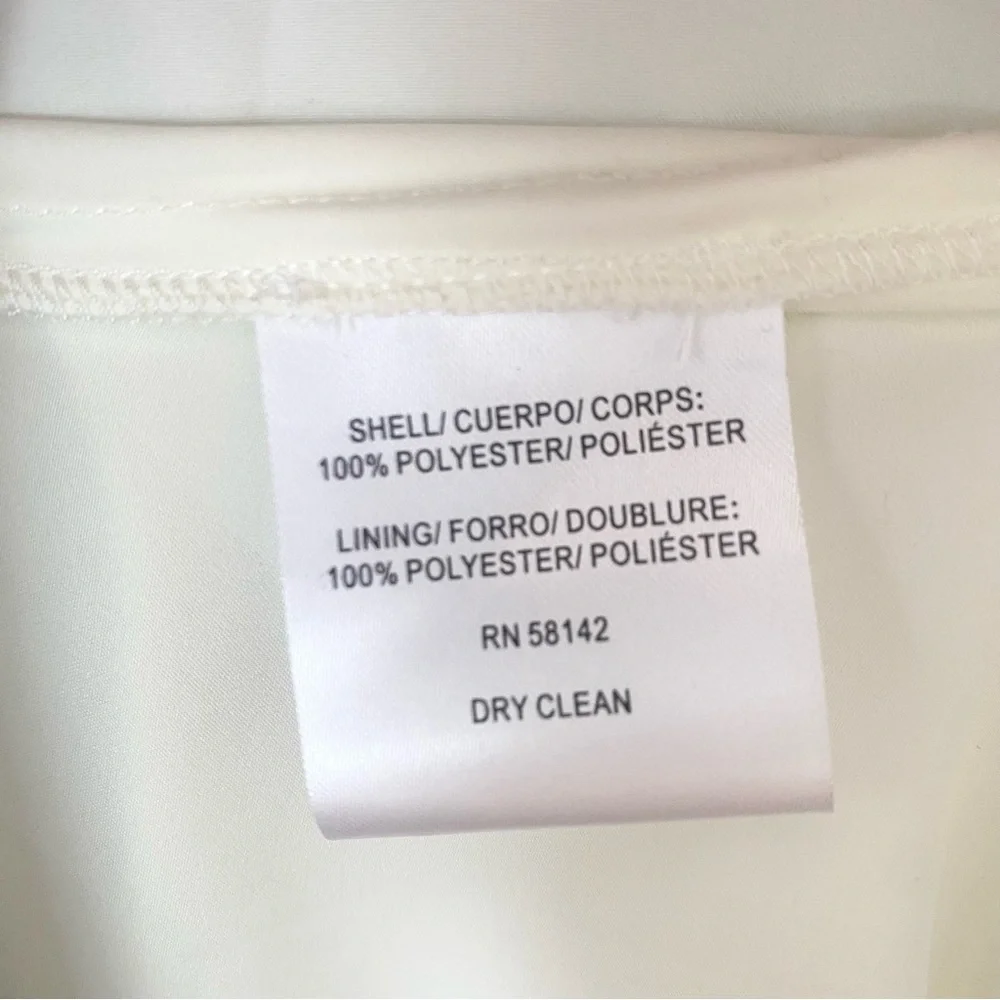 SHELL/ CUERPO/ CORPS:
100% POLYESTER/ POLIÉSTER
LINING/ FORRO/ DOUBLURE:
100% POLYESTER/ POLIÉSTER
RN 58142
DRY CLEAN